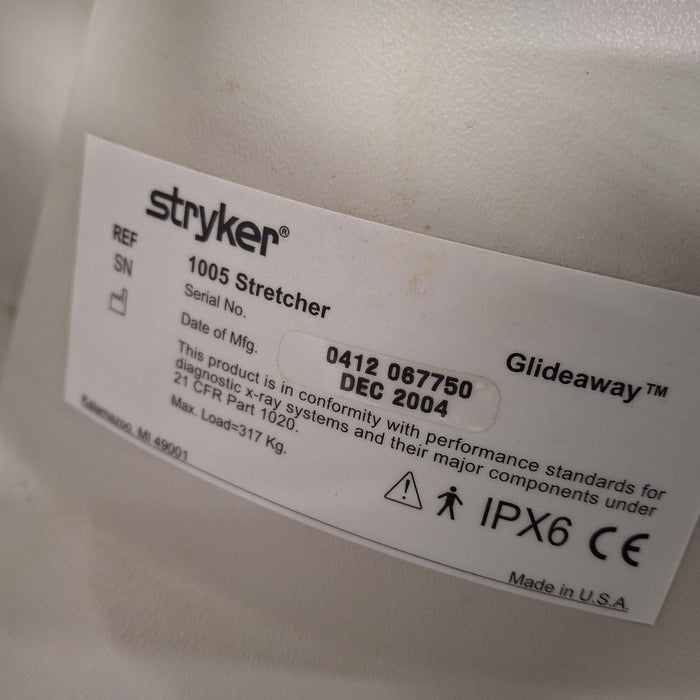 stryker®
REF 1005 Stretcher
SN Serial No. 0412 067750 Glideaway™
Date of Mfg. DEC 2004
This product is in conformity with performance standards for
diagnostic x-ray systems and their major components under
21 CFR Part 1020.
Max. Load=317 Kg.
Kalamazoo, MI 49001
IPX6 CE
Made in U.S.A.